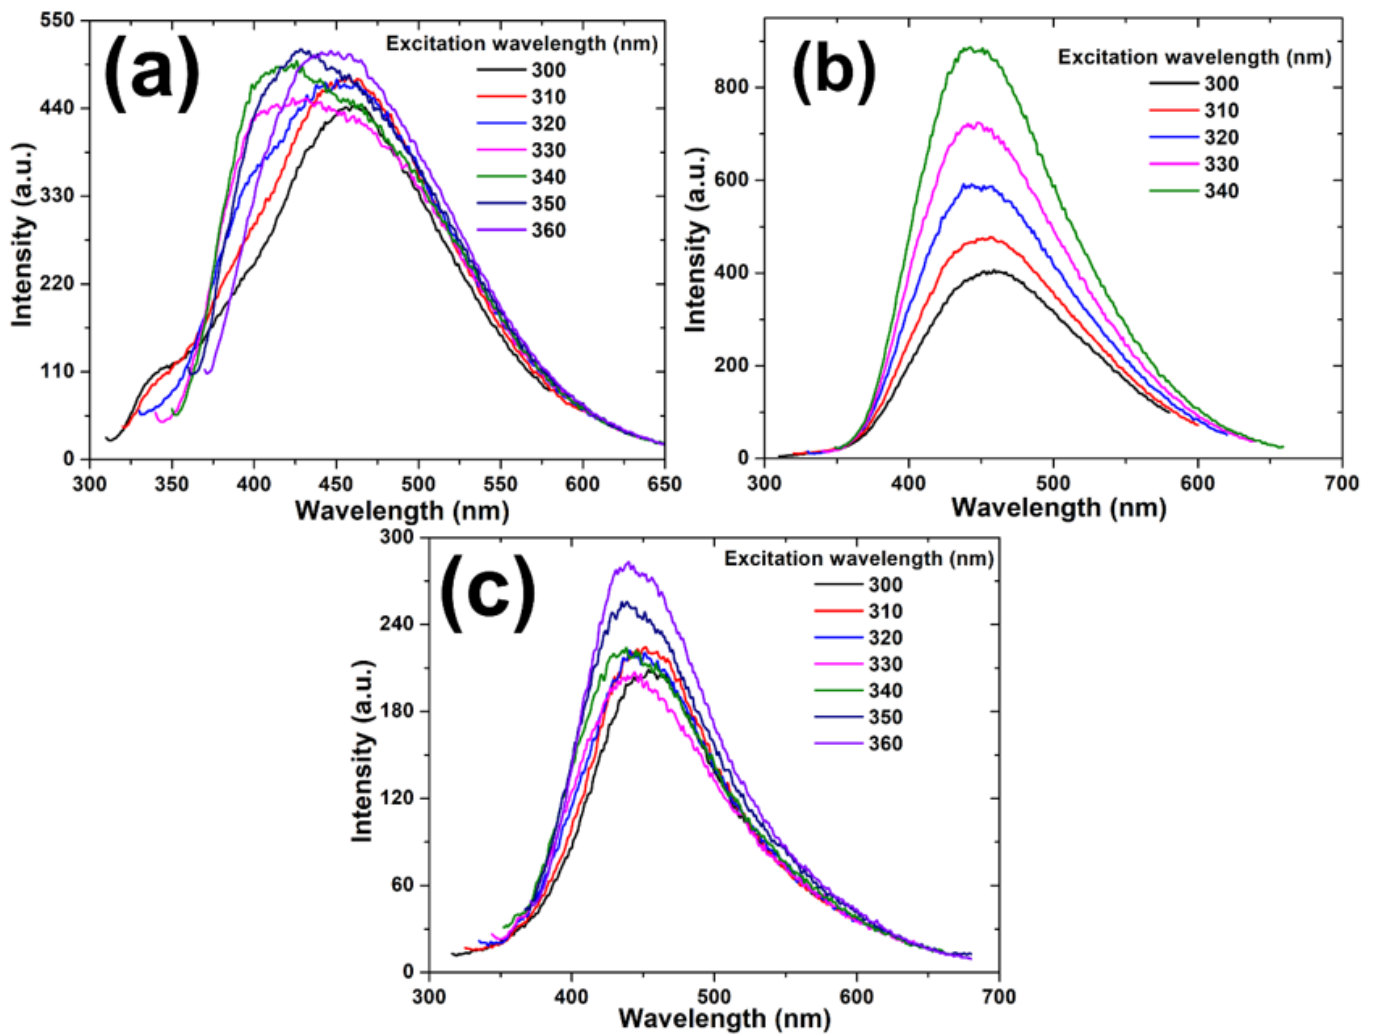 (a)
Excitation wavelength (nm)
300
310
320
330
340
350
360
550
440
330
220
110
0
Intensity (a.u.)
300 350 400 450 500 550 600 650
Wavelength (nm)
(b)
Excitation wavelength (nm)
300
310
320
330
340
800
600
400
200
0
Intensity (a.u.)
300 400 500 600 700
Wavelength (nm)
(c)
Excitation wavelength (nm)
300
310
320
330
340
350
360
300
240
180
120
60
0
Intensity (a.u.)
300 400 500 600 700
Wavelength (nm)